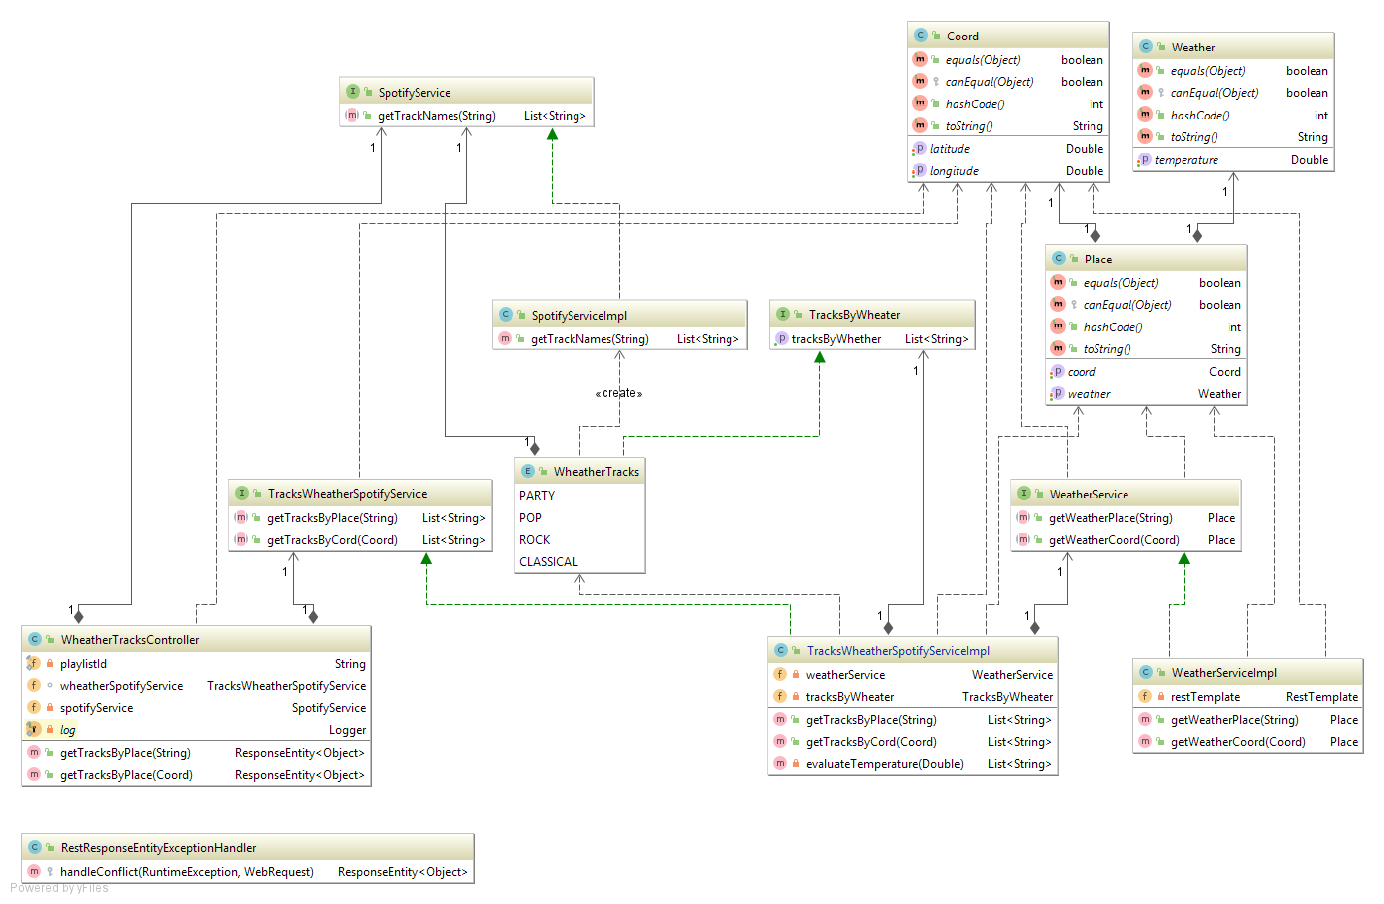 Coord
equals(Object) boolean
canEqual(Object) boolean
hashCode() int
toString() String
latitude Double
longitude Double
Weather
equals(Object) boolean
canEqual(Object) boolean
hashCode() int
toString() String
temperature Double
SpotifyService
getTrackNames(String) List<String>
1
1
1
1
1
1
Place
equals(Object) boolean
canEqual(Object) boolean
hashCode() int
toString() String
coord Coord
weather Weather
SpotifyServiceImpl
getTrackNames(String) List<String>
TracksByWheater
tracksByWhether List<String>
1
«create»
1
WheatherTracks
PARTY
POP
ROCK
CLASSICAL
TracksWheatherSpotifyService
getTracksByPlace(String) List<String>
getTracksByCord(Coord) List<String>
WeatherService
getWeatherPlace(String) Place
getWeatherCoord(Coord) Place
1
1
1
1
1
1
WheatherTracksController
playlistId String
wheatherSpotifyService TracksWheatherSpotifyService
spotifyService SpotifyService
log Logger
getTracksByPlace(String) ResponseEntity<Object>
getTracksByPlace(Coord) ResponseEntity<Object>
TracksWheatherSpotifyServiceImpl
weatherService WeatherService
tracksByWheater TracksByWheater
getTracksByPlace(String) List<String>
getTracksByCord(Coord) List<String>
evaluateTemperature(Double) List<String>
WeatherServiceImpl
restTemplate RestTemplate
getWeatherPlace(String) Place
getWeatherCoord(Coord) Place
RestResponseEntityExceptionHandler
handleConflict(RuntimeException, WebRequest) ResponseEntity<Object>
Powered by yFiles